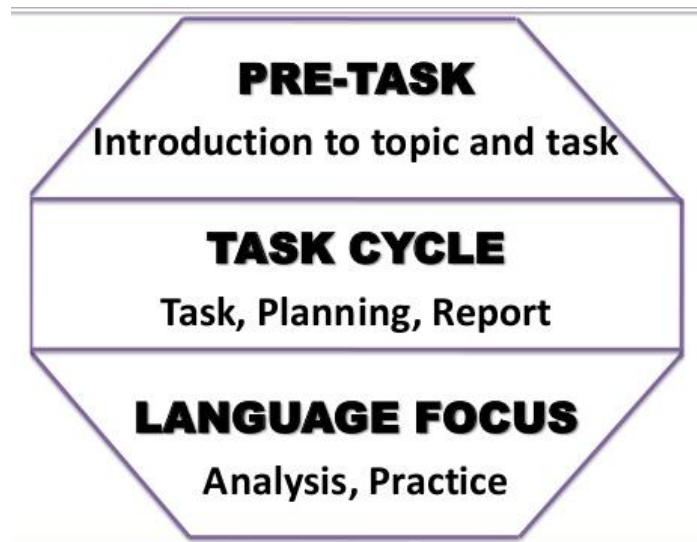 PRE-TASK
Introduction to topic and task
TASK CYCLE
Task, Planning, Report
LANGUAGE FOCUS
Analysis, Practice